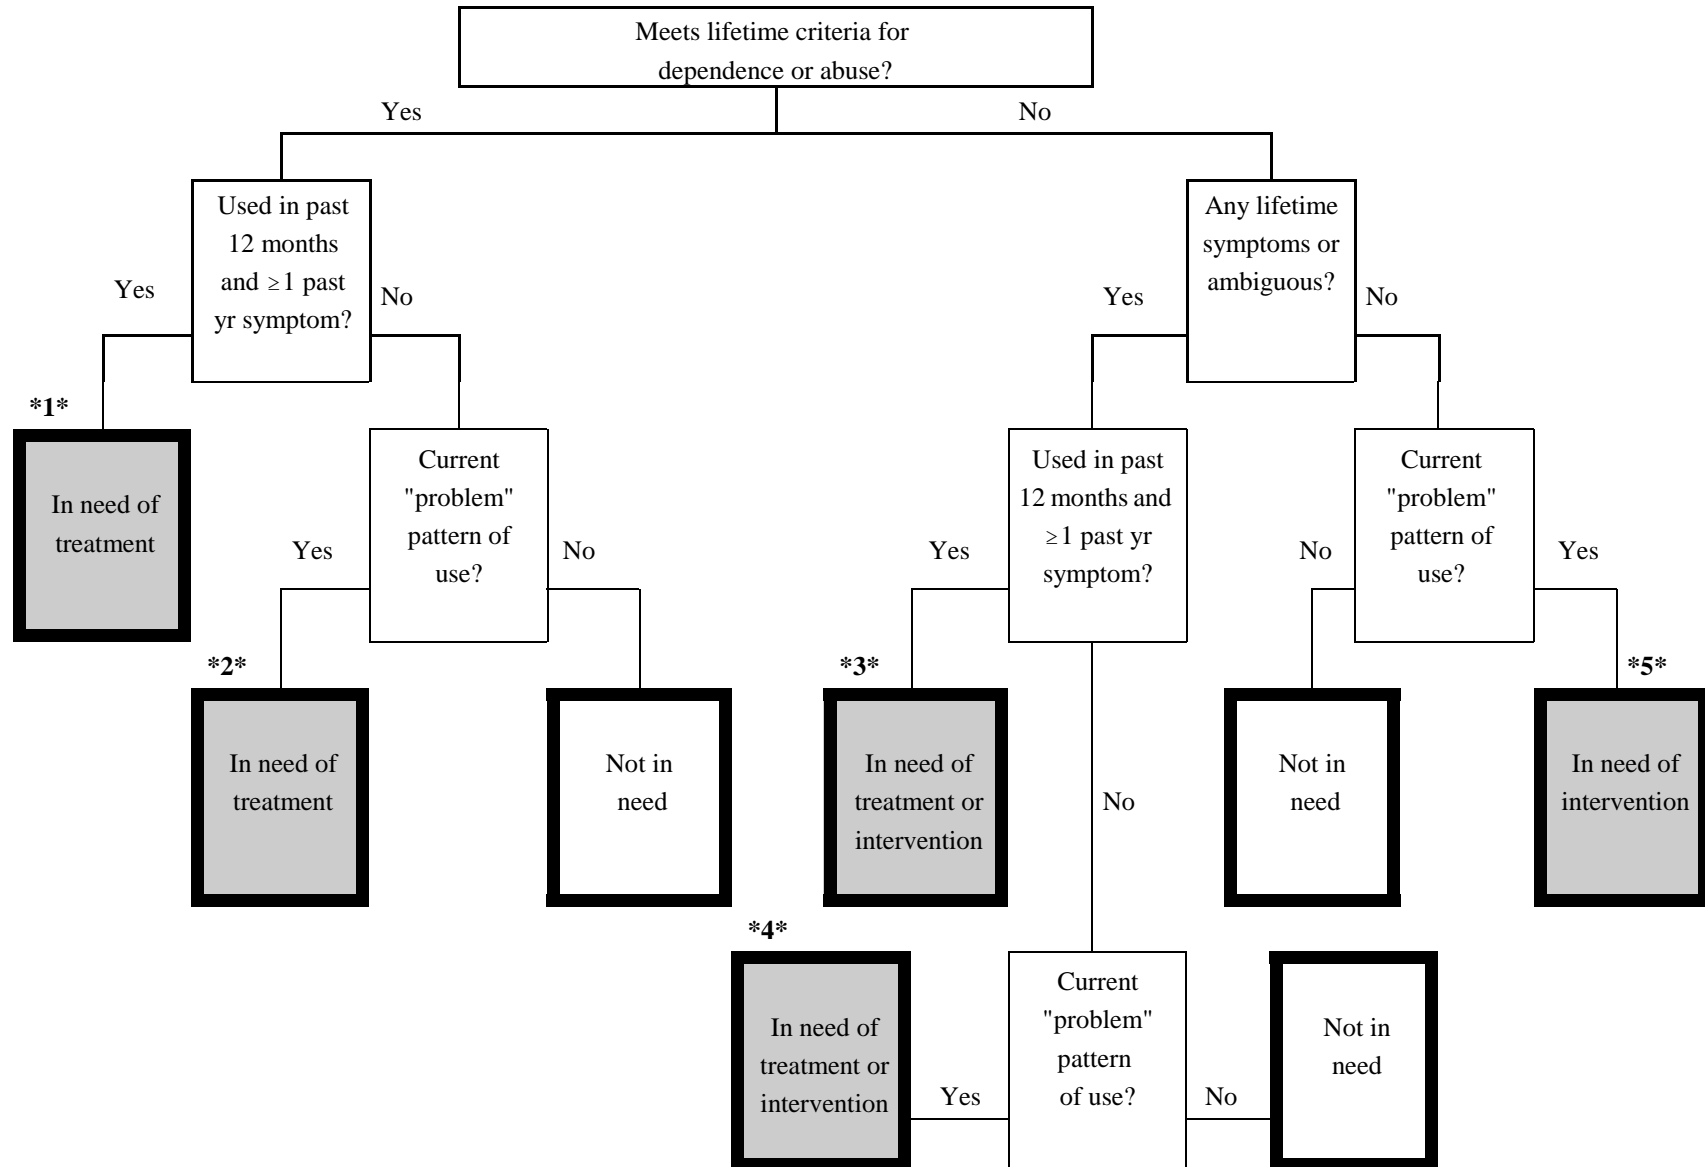 Meets lifetime criteria for
dependence or abuse?
Yes
No
Used in past
12 months
and ≥1 past
yr symptom?
Any lifetime
symptoms or
ambiguous?
Yes
No
Yes
No
*1*
In need of
treatment
Current
"problem"
pattern of
use?
Used in past
12 months and
≥1 past yr
symptom?
Current
"problem"
pattern of
use?
Yes
No
Yes
No
Yes
*2*
*3*
*5*
In need of
treatment
Not in
need
In need of
treatment or
intervention
No
Not in
need
In need of
intervention
*4*
In need of
treatment or
intervention
Yes
Current
"problem"
pattern
of use?
No
Not in
need